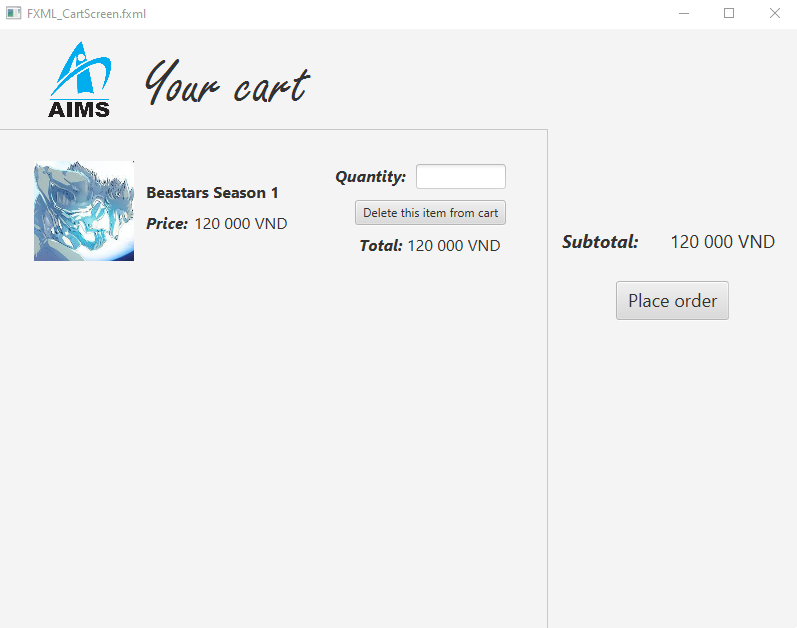 FXML_CartScreen.fxml
AIMS
Your cart
Beastars Season 1
Price: 120 000 VND
Quantity:
Delete this item from cart
Total: 120 000 VND
Subtotal: 120 000 VND
Place order